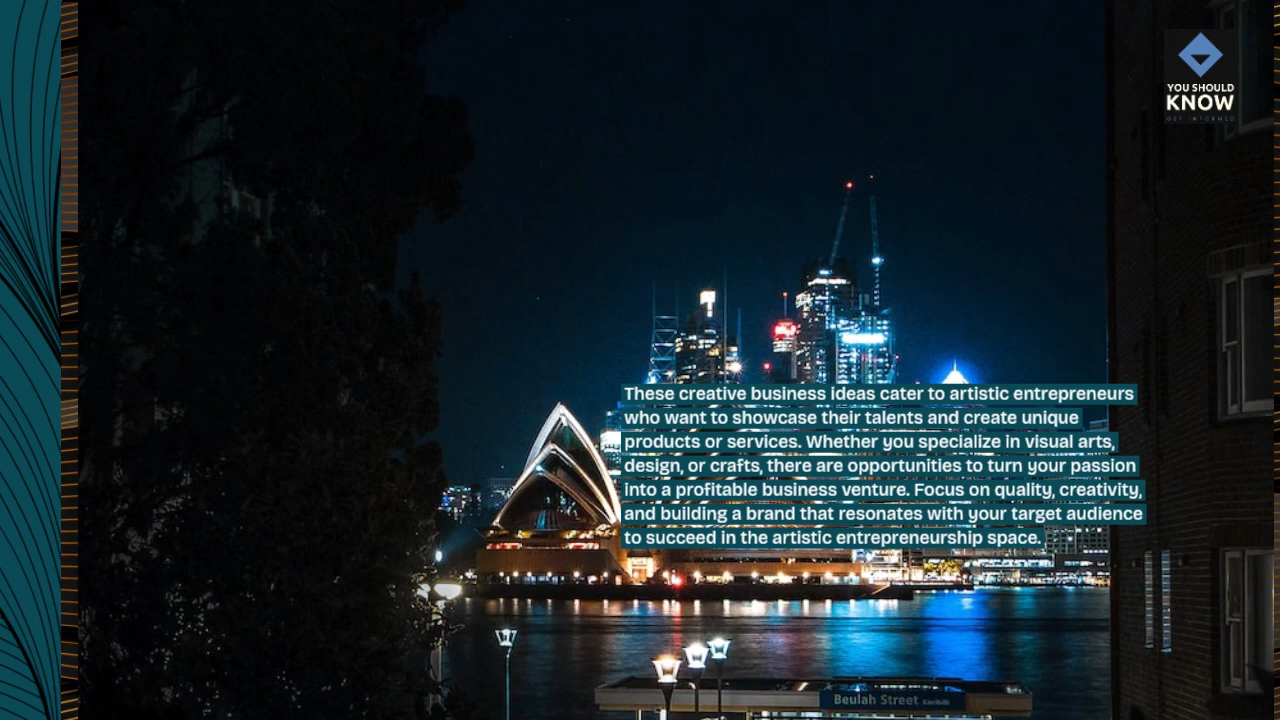 YOU SHOULD
KNOW
GET INFORMED
These creative business ideas cater to artistic entrepreneurs
who want to showcase their talents and create unique
products or services. Whether you specialize in visual arts,
design, or crafts, there are opportunities to turn your passion
into a profitable business venture. Focus on quality, creativity,
and building a brand that resonates with your target audience
to succeed in the artistic entrepreneurship space.
Beulah Street Kirribilli